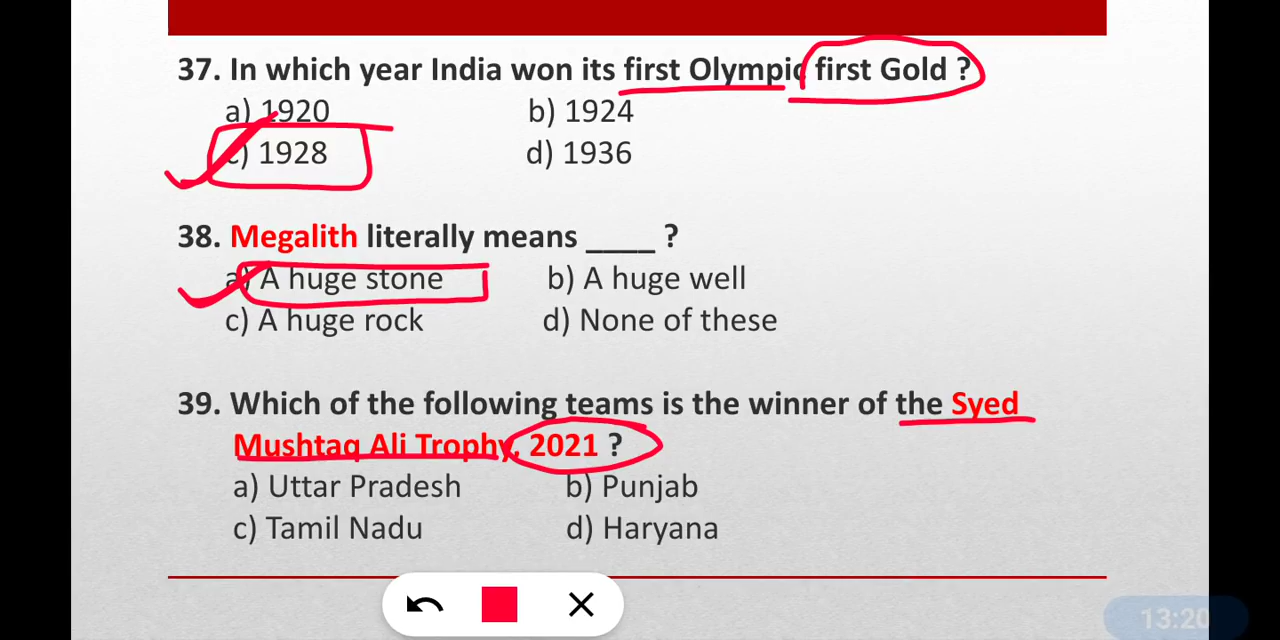 37. In which year India won its first Olympic first Gold ?
a) 1920 b) 1924
c) 1928 d) 1936
38. Megalith literally means ____ ?
a) A huge stone b) A huge well
c) A huge rock d) None of these
39. Which of the following teams is the winner of the Syed
Mushtaq Ali Trophy, 2021 ?
a) Uttar Pradesh b) Punjab
c) Tamil Nadu d) Haryana
13:20